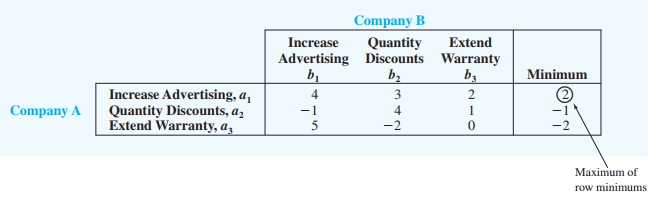 Company B
Increase Quantity Extend
Advertising Discounts Warranty
b₁ b₂ b₃ Minimum
Increase Advertising, a₁ 4 3 2 2
Company A Quantity Discounts, a₂ −1 4 1 −1
Extend Warranty, a₃ 5 −2 0 −2
Maximum of
row minimums